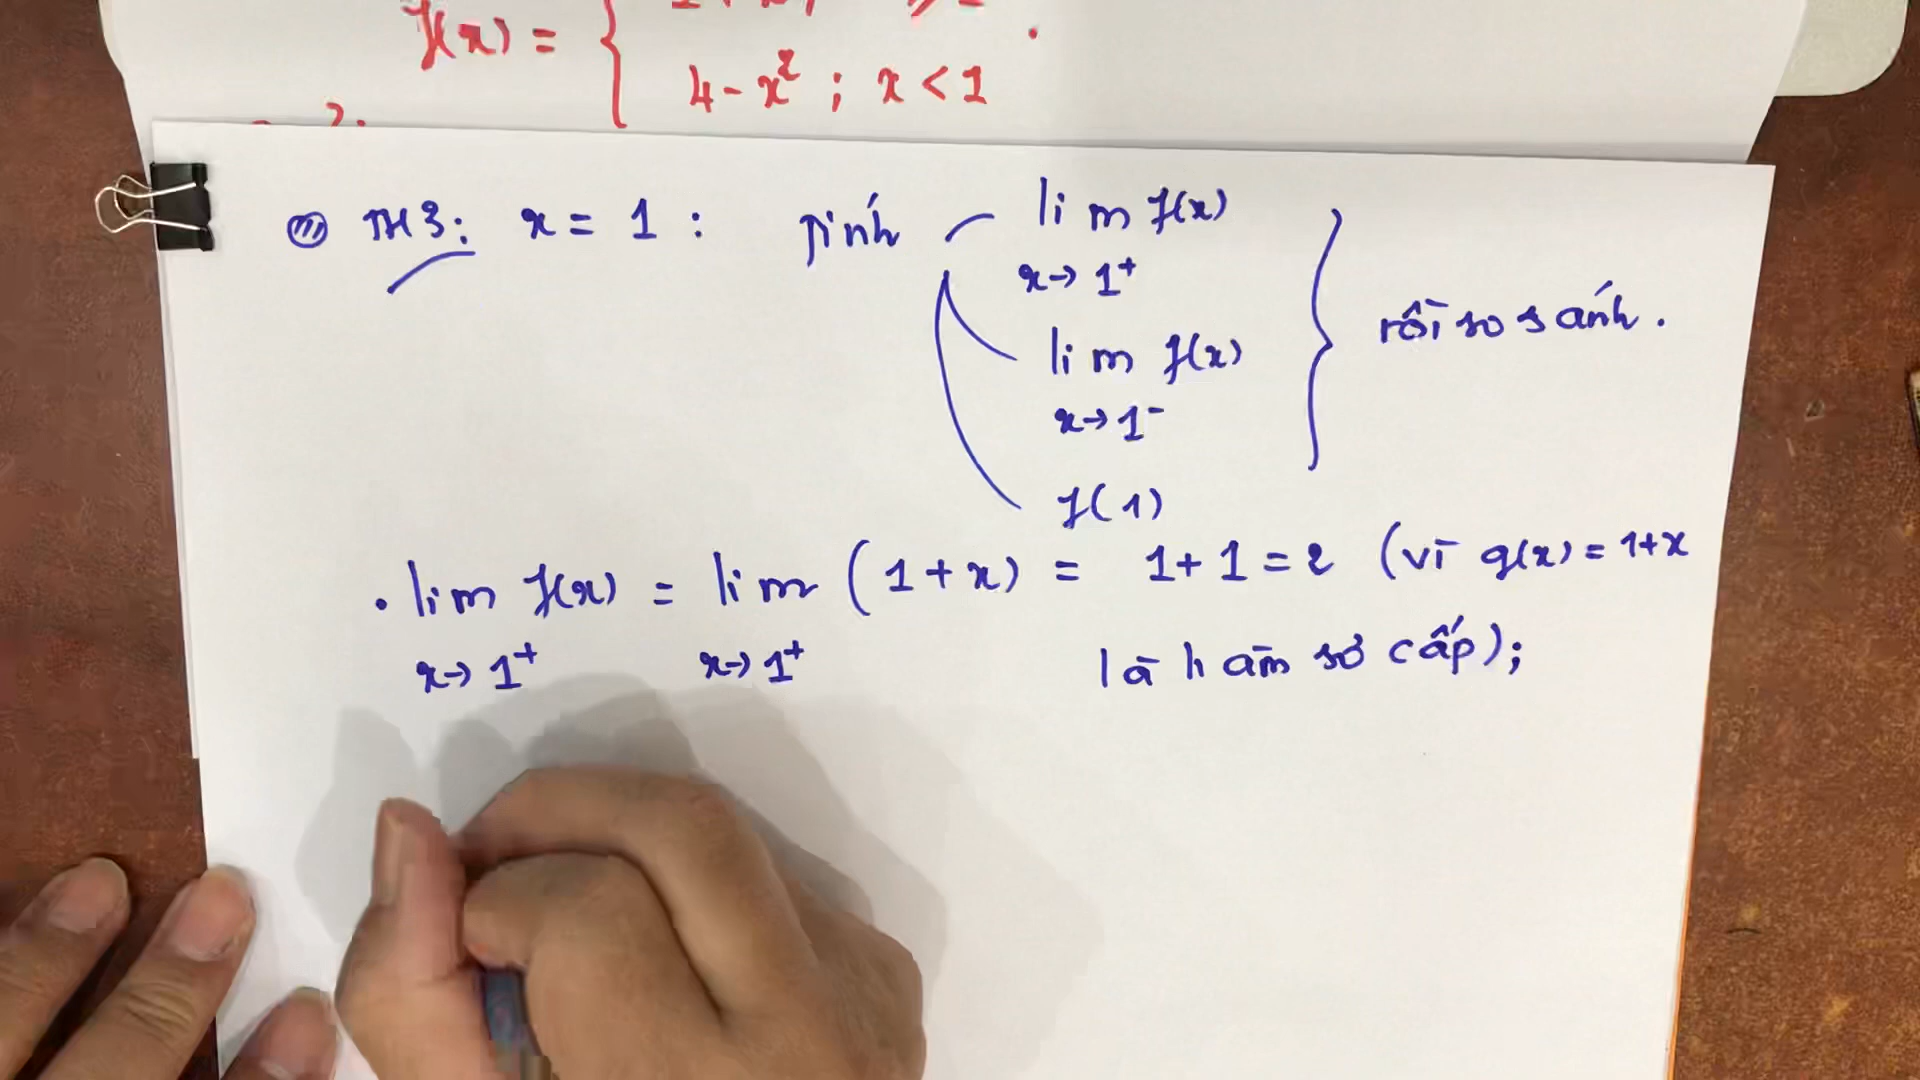 f(x) = {
4 - x² ; x < 1
TH3: x = 1 : Tính lim f(x)
x→ 1⁺
lim f(x)
x→ 1⁻
f(1)
} rồi so sánh.
• lim f(x) = lim (1 + x) = 1 + 1 = 2 (vì g(x) = 1+x
x→ 1⁺ x→ 1⁺ là hàm sơ cấp);